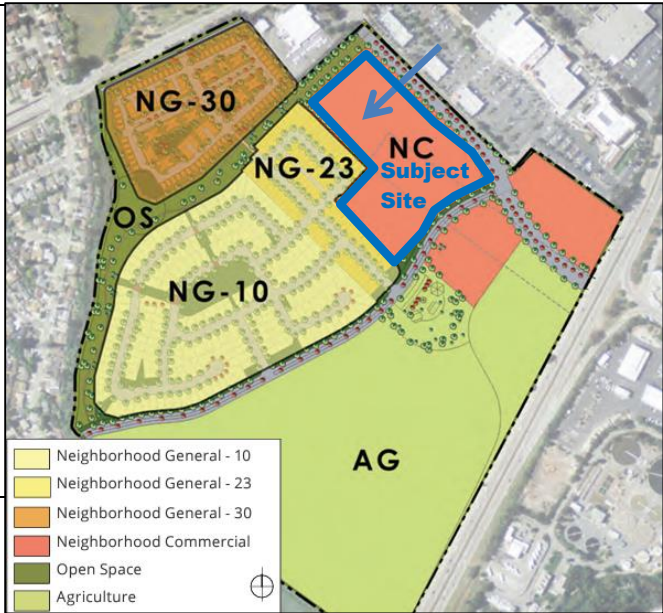 NG-30
NC
NG-23
Subject
Site
OS
NG-10
AG
Neighborhood General - 10
Neighborhood General - 23
Neighborhood General - 30
Neighborhood Commercial
Open Space
Agriculture